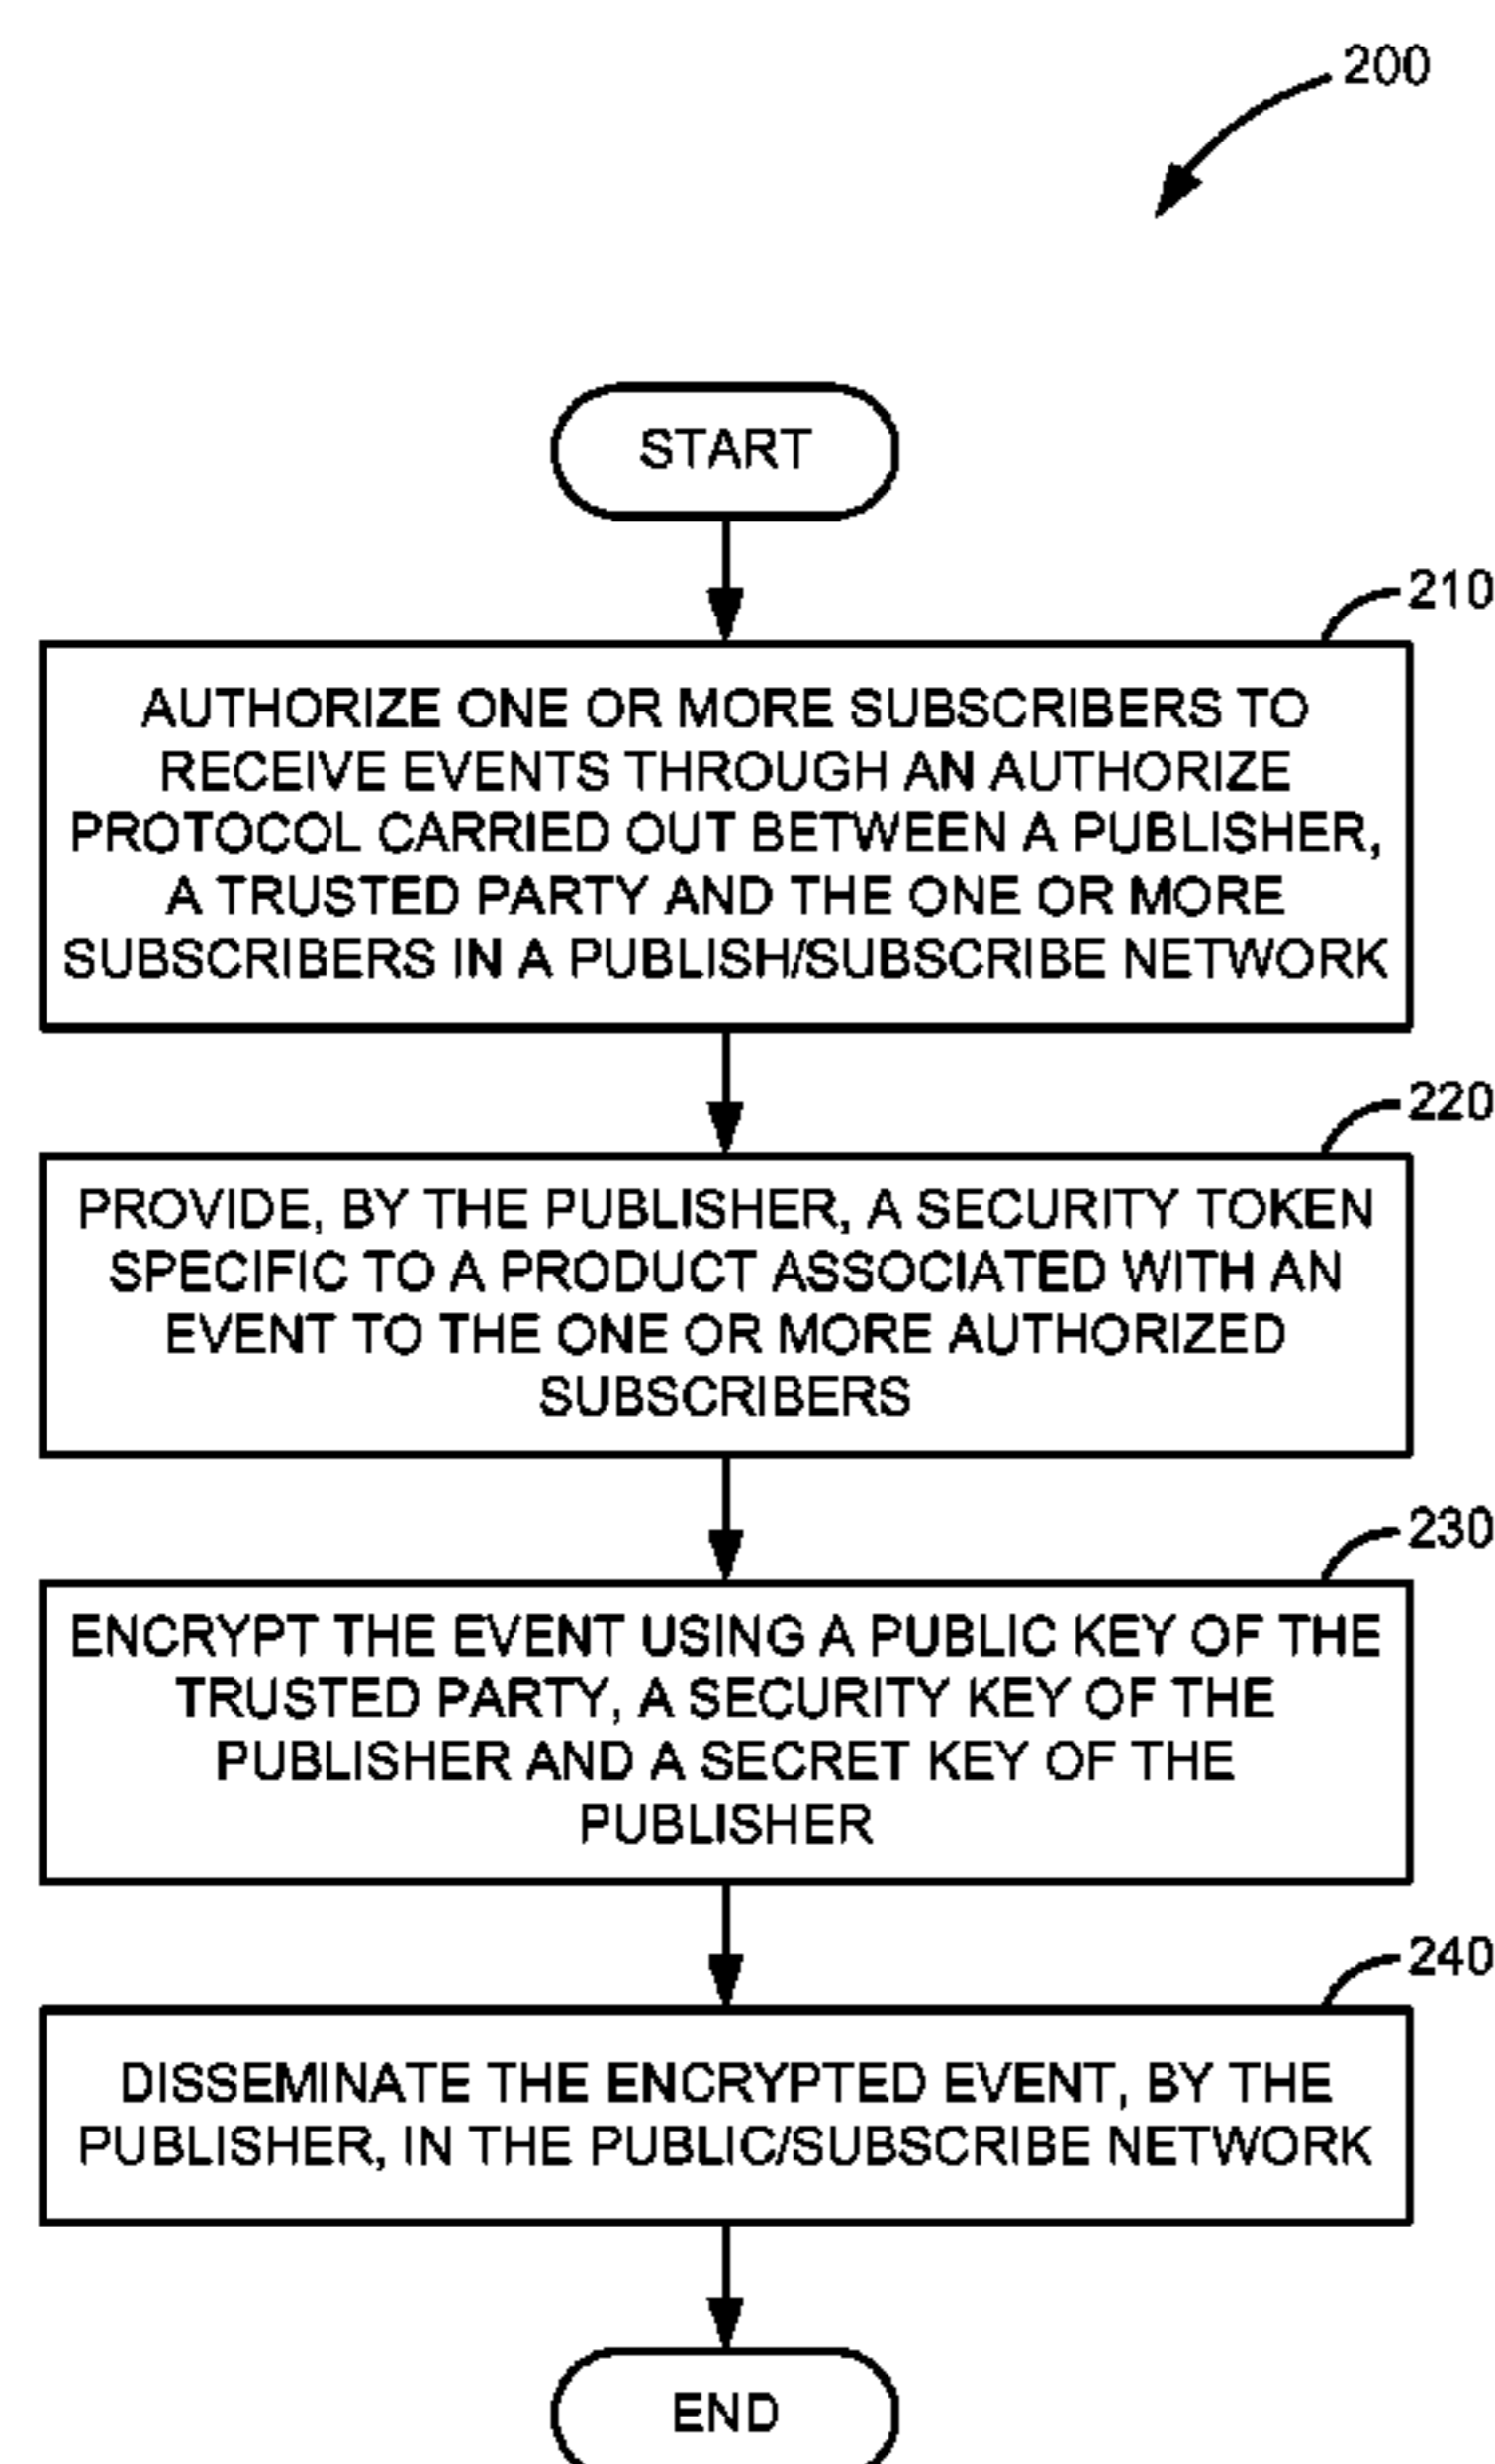 200
START
210
AUTHORIZE ONE OR MORE SUBSCRIBERS TO
RECEIVE EVENTS THROUGH AN AUTHORIZE
PROTOCOL CARRIED OUT BETWEEN A PUBLISHER,
A TRUSTED PARTY AND THE ONE OR MORE
SUBSCRIBERS IN A PUBLISH/SUBSCRIBE NETWORK
220
PROVIDE, BY THE PUBLISHER, A SECURITY TOKEN
SPECIFIC TO A PRODUCT ASSOCIATED WITH AN
EVENT TO THE ONE OR MORE AUTHORIZED
SUBSCRIBERS
230
ENCRYPT THE EVENT USING A PUBLIC KEY OF THE
TRUSTED PARTY, A SECURITY KEY OF THE
PUBLISHER AND A SECRET KEY OF THE
PUBLISHER
240
DISSEMINATE THE ENCRYPTED EVENT, BY THE
PUBLISHER, IN THE PUBLIC/SUBSCRIBE NETWORK
END